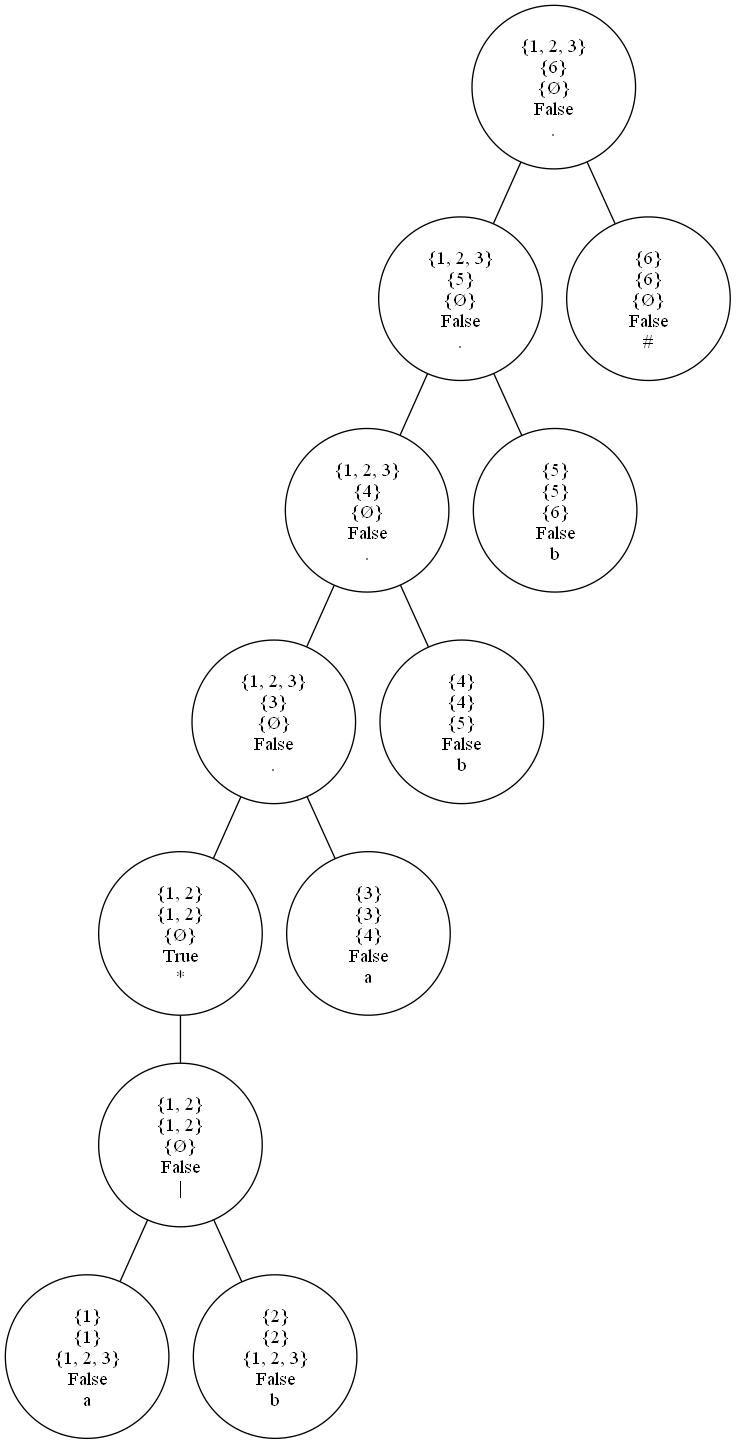 {1, 2, 3}
{6}
{∅}
False
.
{1, 2, 3}
{5}
{∅}
False
.
{6}
{6}
{∅}
False
#
{1, 2, 3}
{4}
{∅}
False
.
{5}
{5}
{6}
False
b
{1, 2, 3}
{3}
{∅}
False
.
{4}
{4}
{5}
False
b
{1, 2}
{1, 2}
{∅}
True
*
{3}
{3}
{4}
False
a
{1, 2}
{1, 2}
{∅}
False
|
{1}
{1}
{1, 2, 3}
False
a
{2}
{2}
{1, 2, 3}
False
b